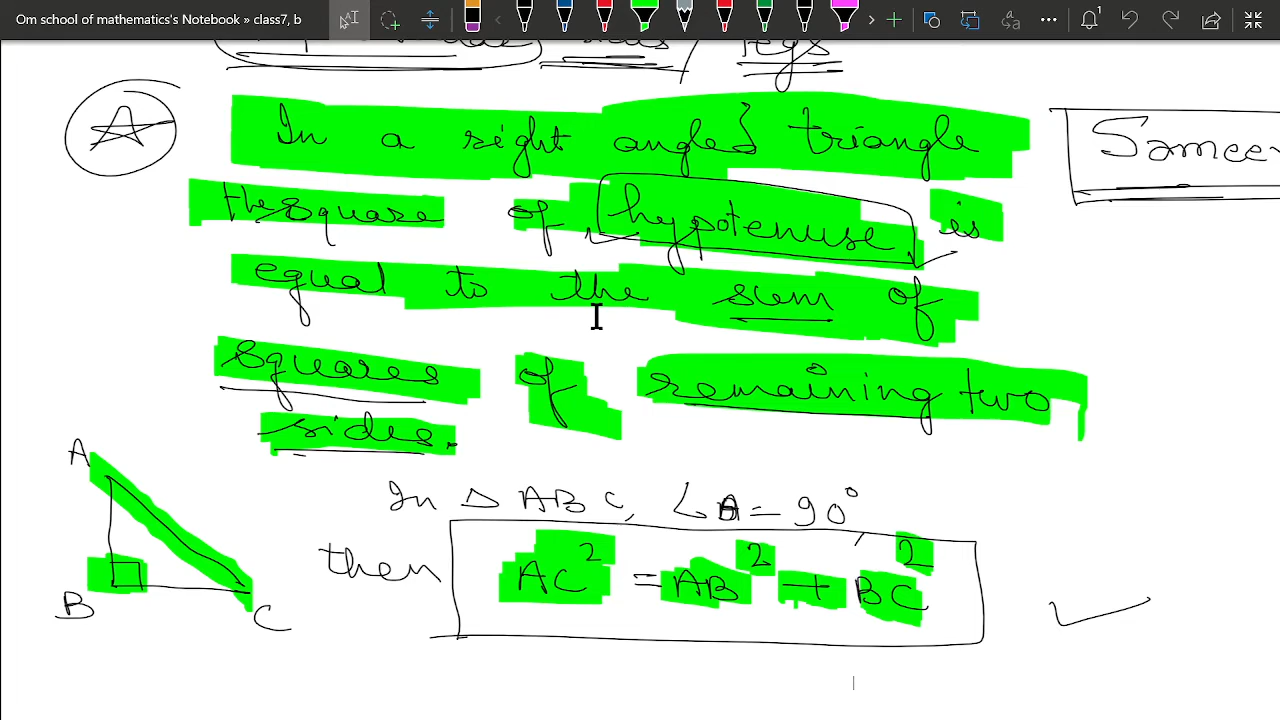 Om school of mathematics's Notebook » class7, b
legs
A
In a right angled triangle
Sameer
the square of hypotenuse is
equal to the sum of
squares of remaining two
sides.
A
In Δ ABC, ∠B = 90°
then AC² = AB² + BC²
B
C